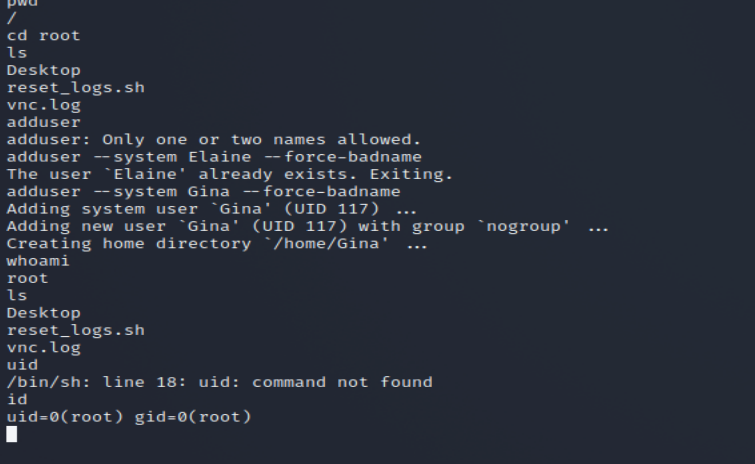 pwd
/
cd root
ls
Desktop
reset_logs.sh
vnc.log
adduser
adduser: Only one or two names allowed.
adduser --system Elaine --force-badname
The user `Elaine' already exists. Exiting.
adduser --system Gina --force-badname
Adding system user `Gina' (UID 117) ...
Adding new user `Gina' (UID 117) with group `nogroup' ...
Creating home directory `/home/Gina' ...
whoami
root
ls
Desktop
reset_logs.sh
vnc.log
uid
/bin/sh: line 18: uid: command not found
id
uid=0(root) gid=0(root)